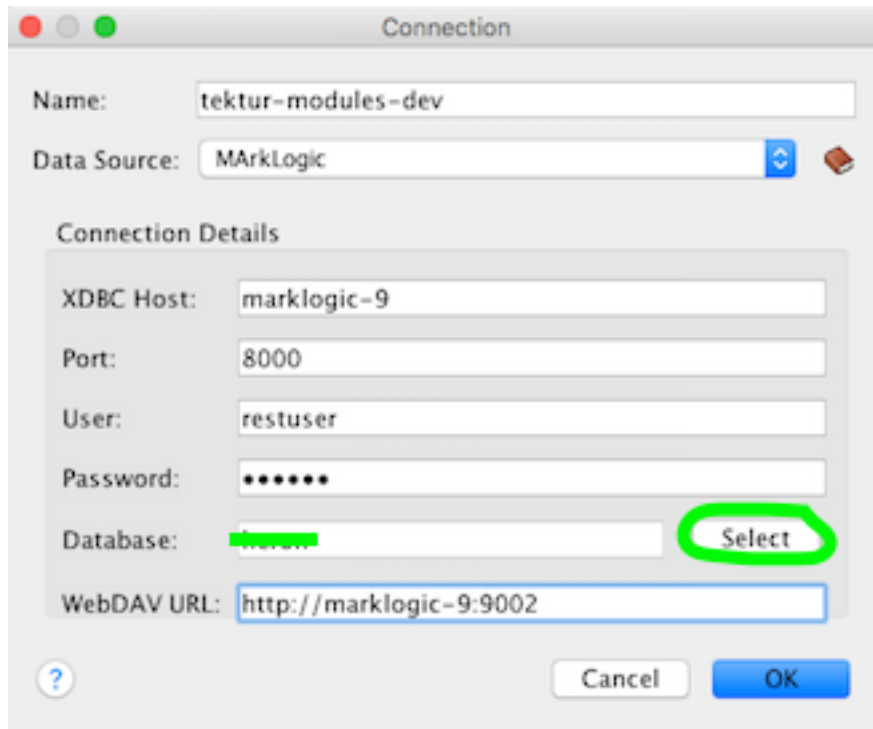 Connection
Name: tektur-modules-dev
Data Source: MArkLogic
Connection Details
XDBC Host: marklogic-9
Port: 8000
User: restuser
Password: ••••••
Database: Select
WebDAV URL: http://marklogic-9:9002
? Cancel OK